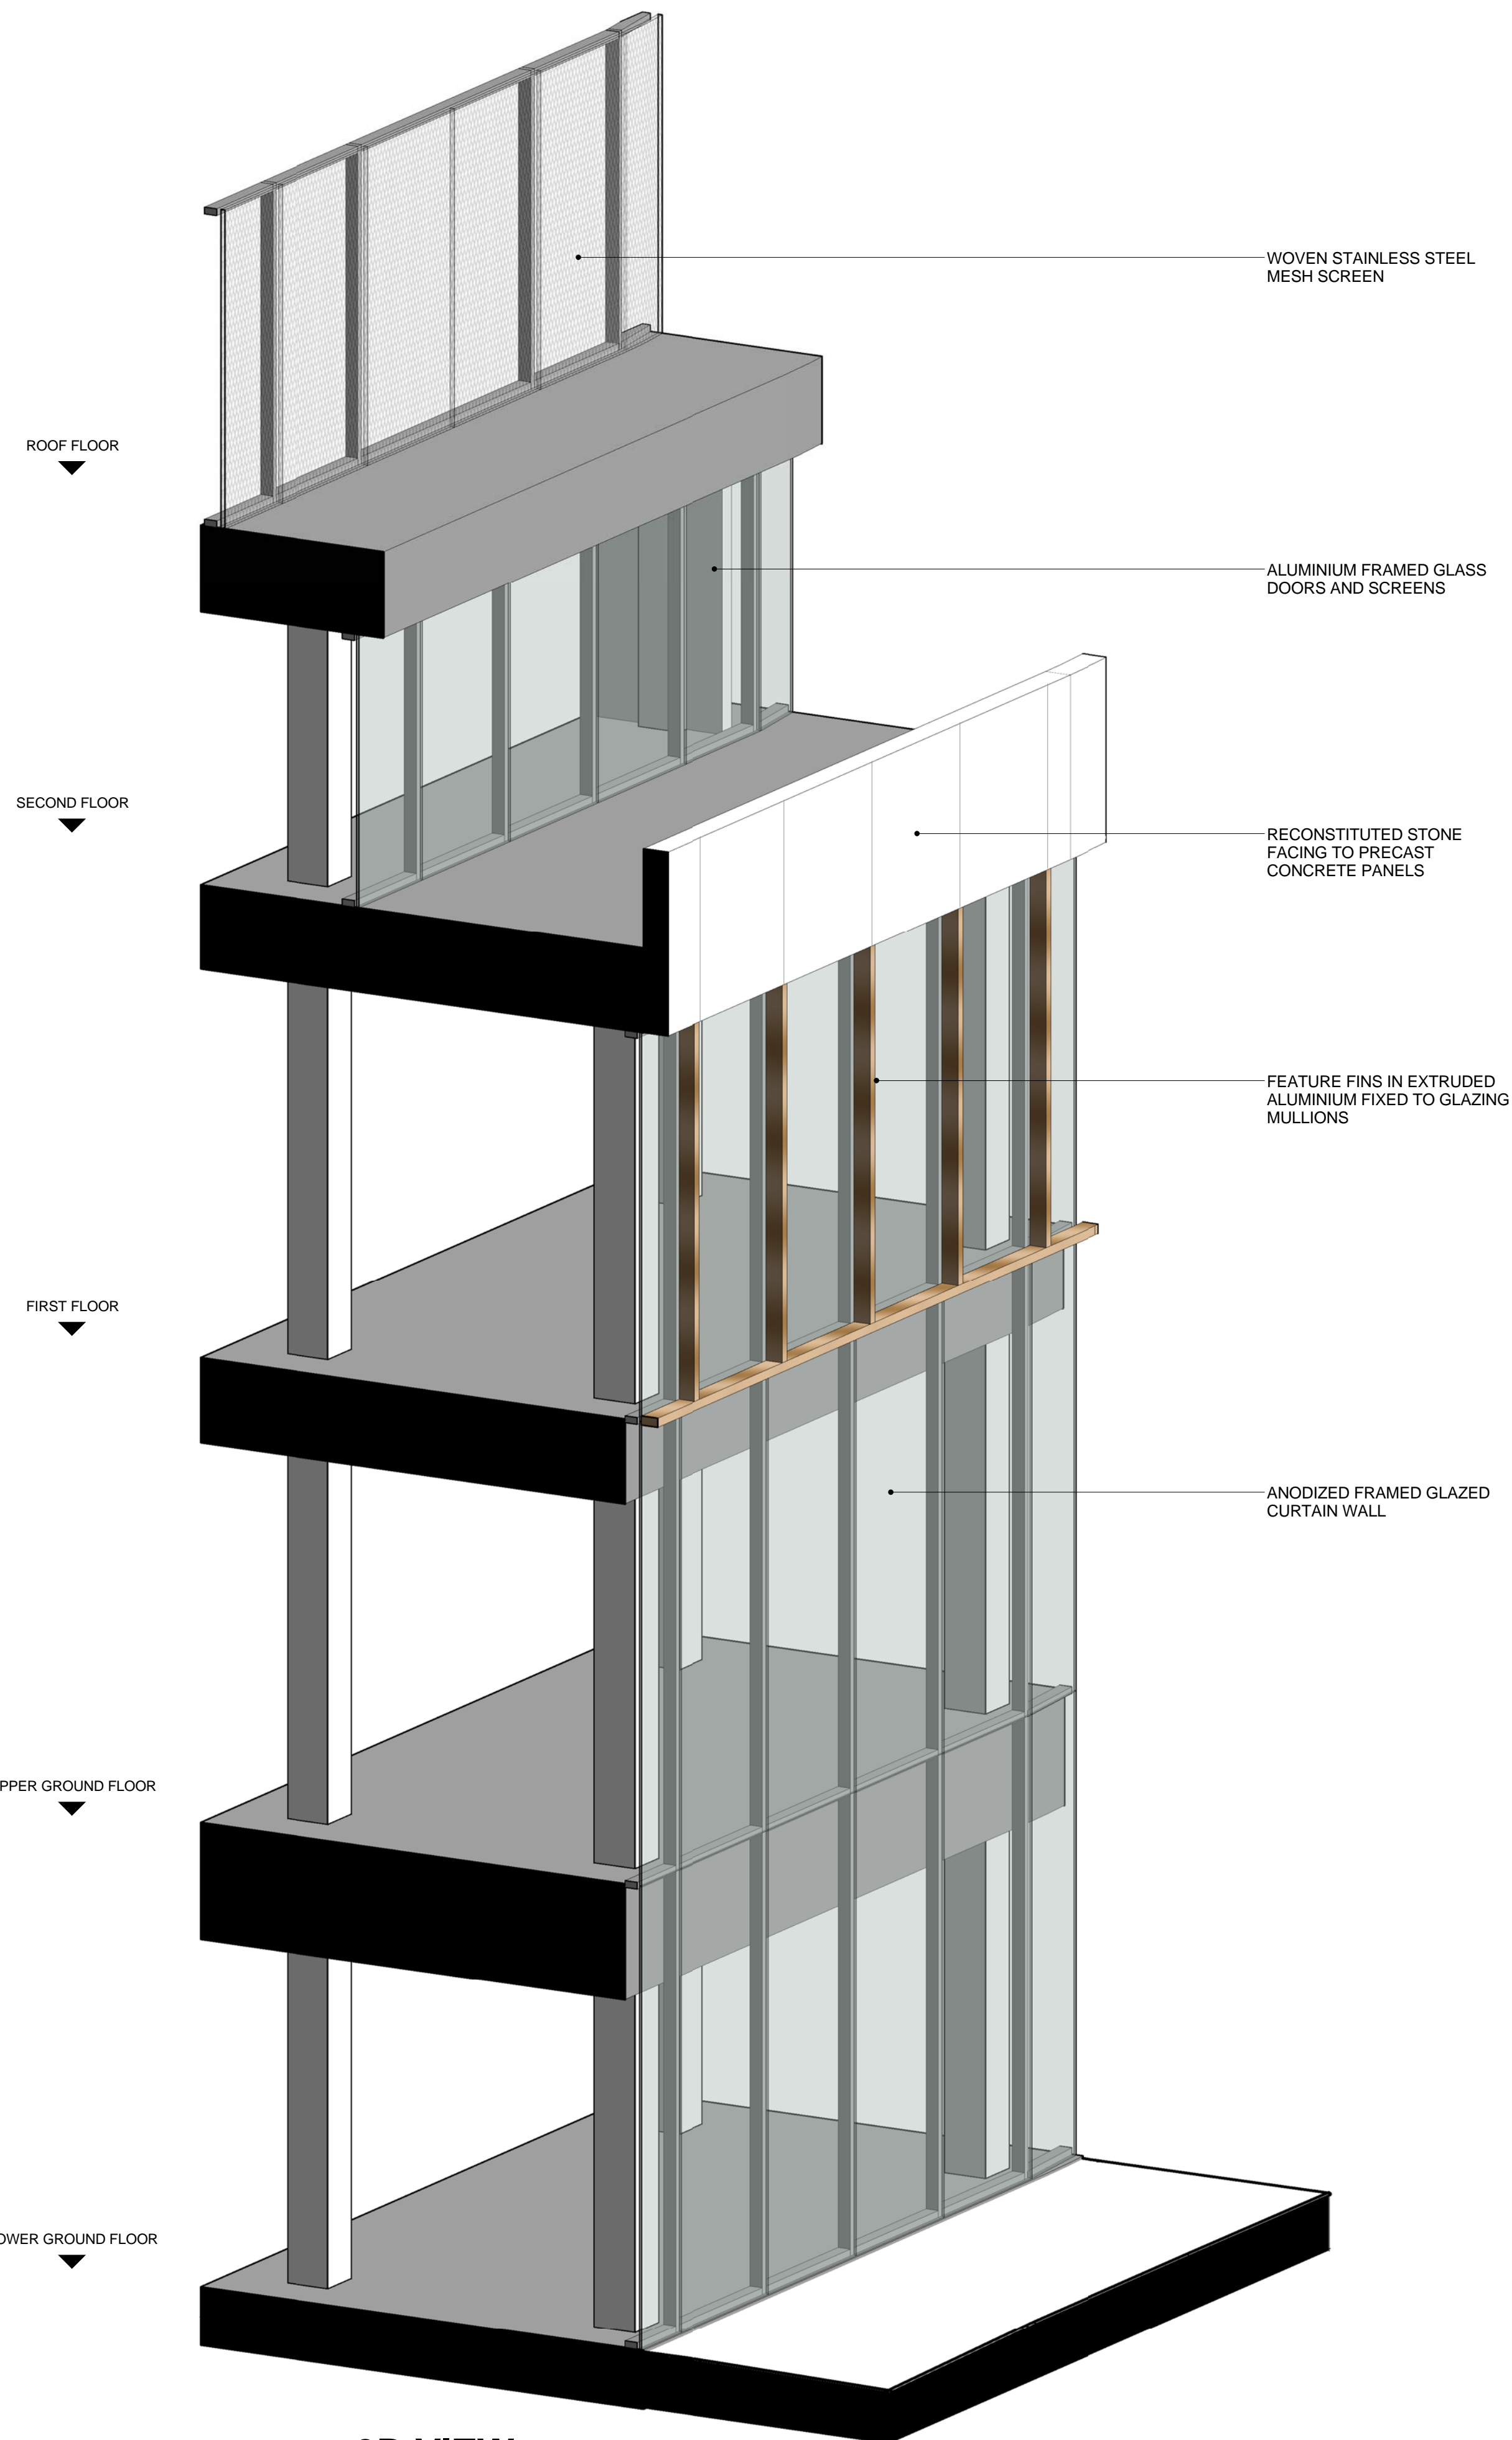 WOVEN STAINLESS STEEL
MESH SCREEN
ROOF FLOOR
ALUMINIUM FRAMED GLASS
DOORS AND SCREENS
SECOND FLOOR
RECONSTITUTED STONE
FACING TO PRECAST
CONCRETE PANELS
FEATURE FINS IN EXTRUDED
ALUMINIUM FIXED TO GLAZING
MULLIONS
FIRST FLOOR
ANODIZED FRAMED GLAZED
CURTAIN WALL
PPER GROUND FLOOR
OWER GROUND FLOOR